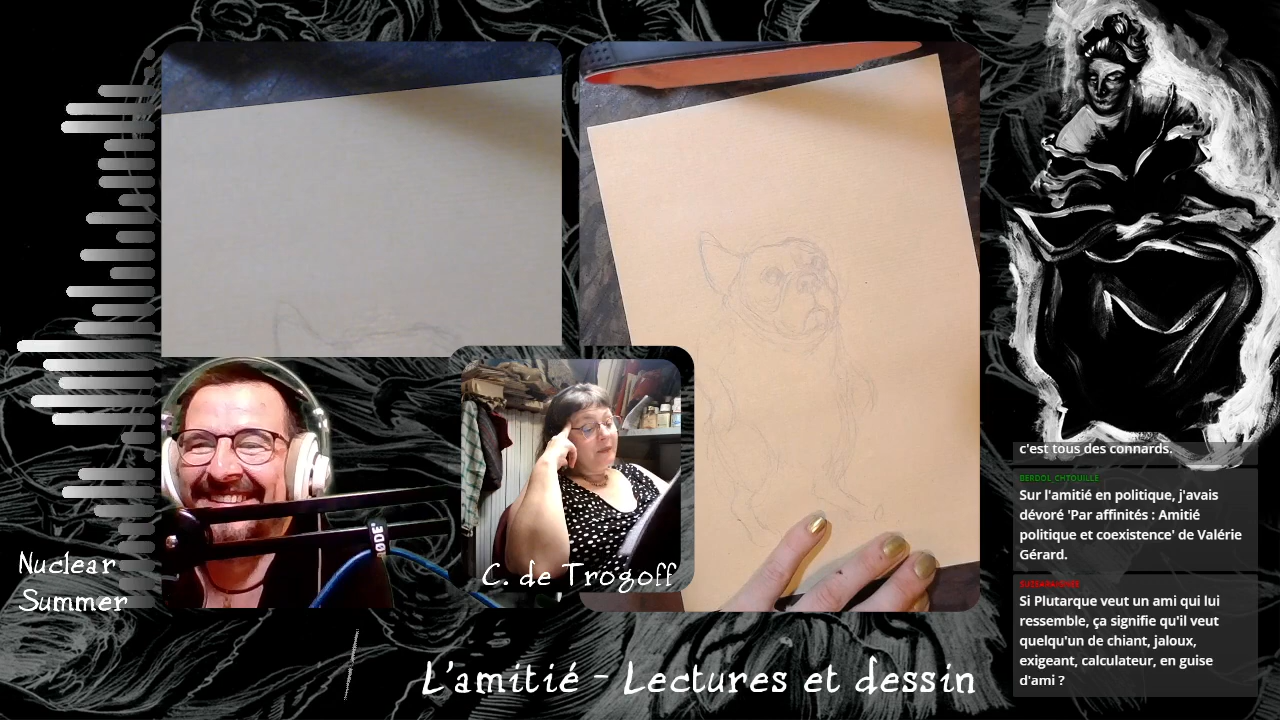 c'est tous des connards.
BERDOL_CHTOUILLE
Sur l'amitié en politique, j'avais
dévoré 'Par affinités : Amitié
politique et coexistence' de Valérie
Gérard.
Si Plutarque veut un ami qui lui
ressemble, ça signifie qu'il veut
quelqu'un de chiant, jaloux,
exigeant, calculateur, en guise
d'ami ?
RØDE
Nuclear
Summer
C. de Trogoff
L'amitié - Lectures et dessin